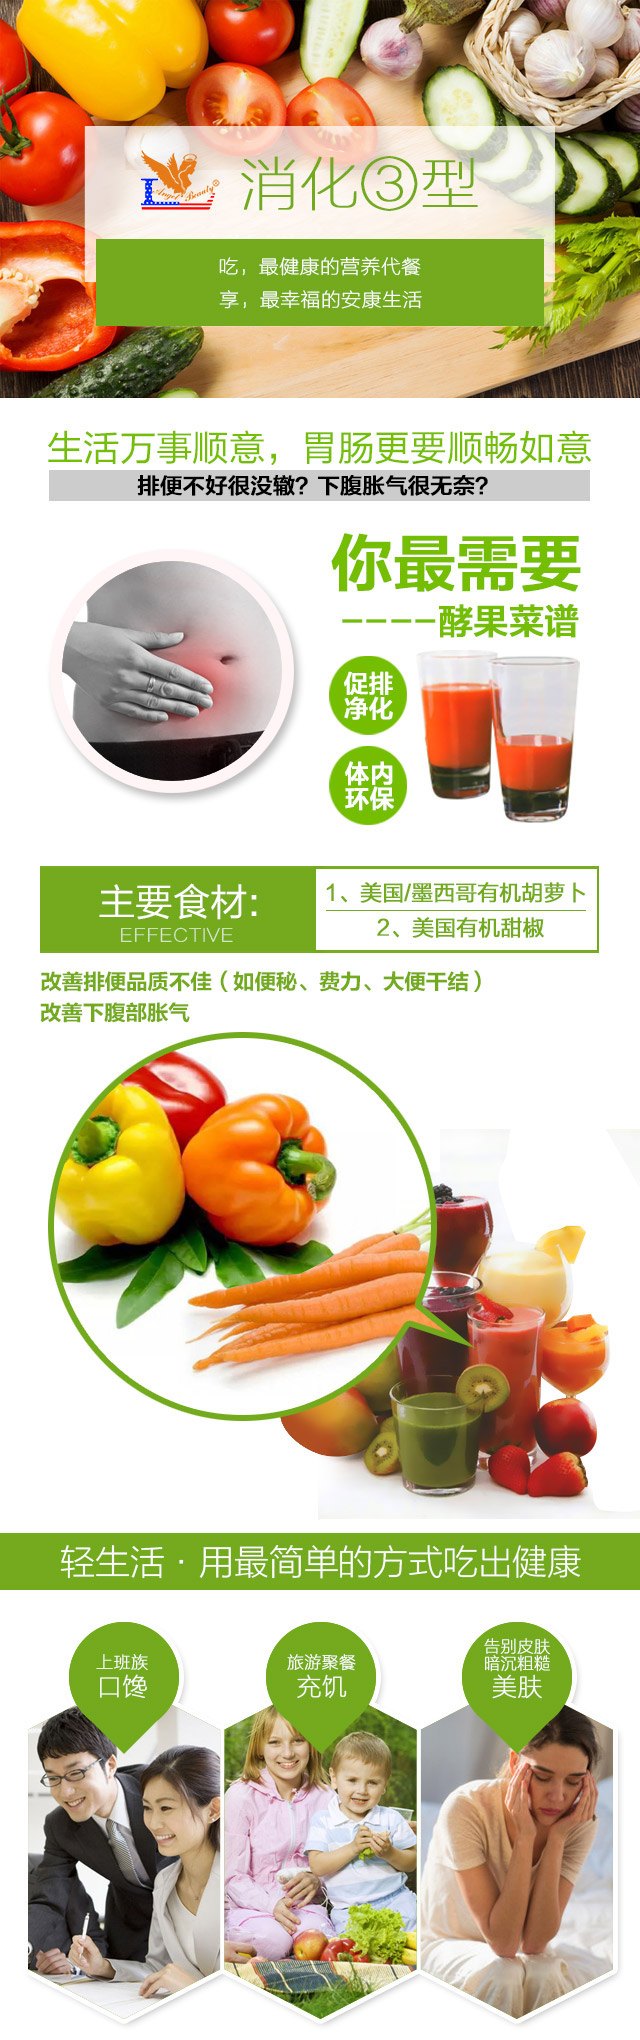 Angel Beauty®
消化③型
吃，最健康的营养代餐
享，最幸福的安康生活
生活万事顺意，胃肠更要顺畅如意
排便不好很没辙？下腹胀气很无奈？
你最需要
----酵果菜谱
促排
净化
体内
环保
主要食材:
EFFECTIVE
1、美国/墨西哥有机胡萝卜
2、美国有机甜椒
改善排便品质不佳（如便秘、费力、大便干结）
改善下腹部胀气
轻生活·用最简单的方式吃出健康
上班族
口馋
旅游聚餐
充饥
告别皮肤
暗沉粗糙
美肤